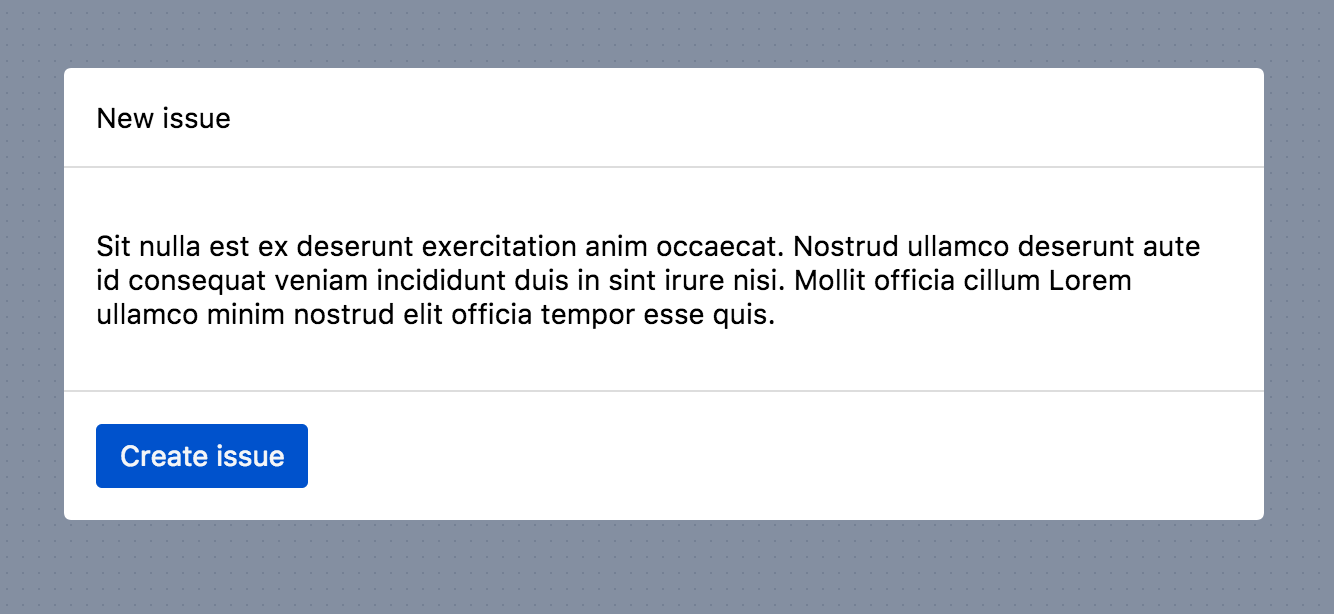 New issue
Sit nulla est ex deserunt exercitation anim occaecat. Nostrud ullamco deserunt aute
id consequat veniam incididunt duis in sint irure nisi. Mollit officia cillum Lorem
ullamco minim nostrud elit officia tempor esse quis.
Create issue